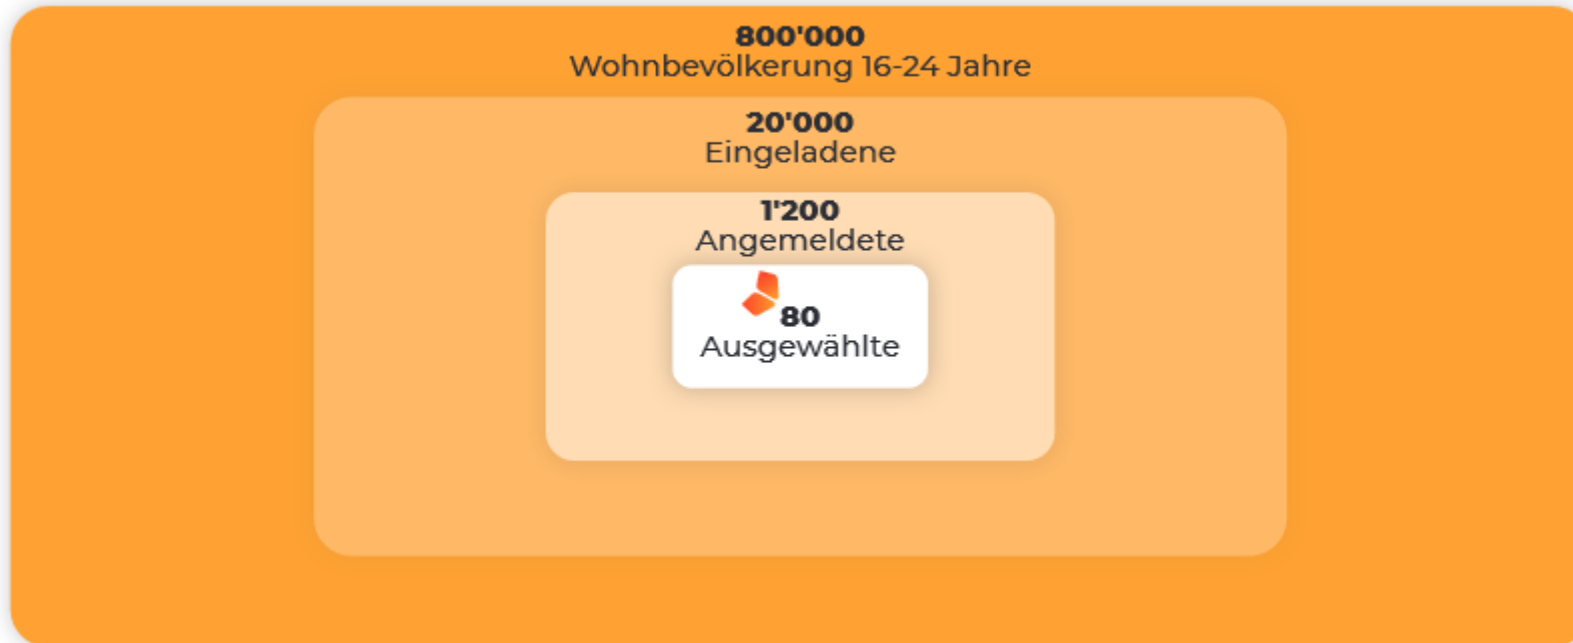 800'000
Wohnbevölkerung 16-24 Jahre
20'000
Eingeladene
1'200
Angemeldete
80
Ausgewählte